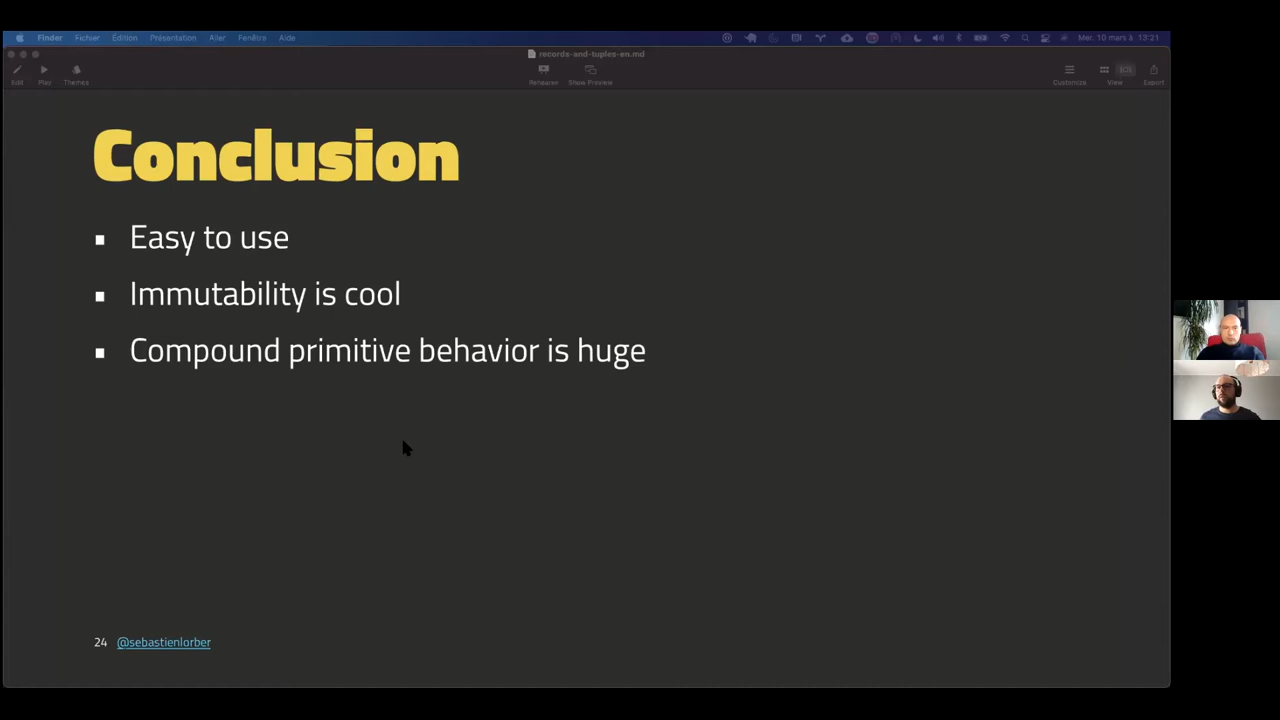 Finder Fichier Édition Présentation Aller Fenêtre Aide
Mer. 10 mars à 13:21
records-and-tuples-en.md
Edit Play Themes Rehearse Show Preview Customize View Export
Conclusion
▪ Easy to use
▪ Immutability is cool
▪ Compound primitive behavior is huge
24 @sebastienlorber